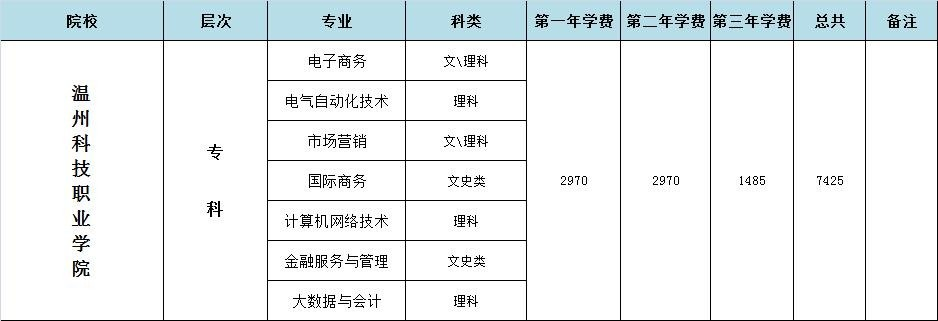 院校 层次 专业 科类 第一年学费 第二年学费 第三年学费 总共 备注
温州科技职业学院 专科 2970 2970 1485 7425
电子商务 文\理科
电气自动化技术 理科
市场营销 文\理科
国际商务 文史类
计算机网络技术 理科
金融服务与管理 文史类
大数据与会计 理科